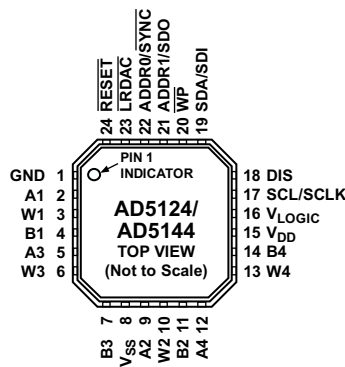 24 RESET
23 LRDAC
22 ADDR0/SYNC
21 ADDR1/SDO
20 WP
19 SDA/SDI
GND 1
A1 2
W1 3
B1 4
A3 5
W3 6
PIN 1
INDICATOR
AD5124/
AD5144
TOP VIEW
(Not to Scale)
18 DIS
17 SCL/SCLK
16 VLOGIC
15 VDD
14 B4
13 W4
B3 7
VSS 8
A2 9
W2 10
B2 11
A4 12